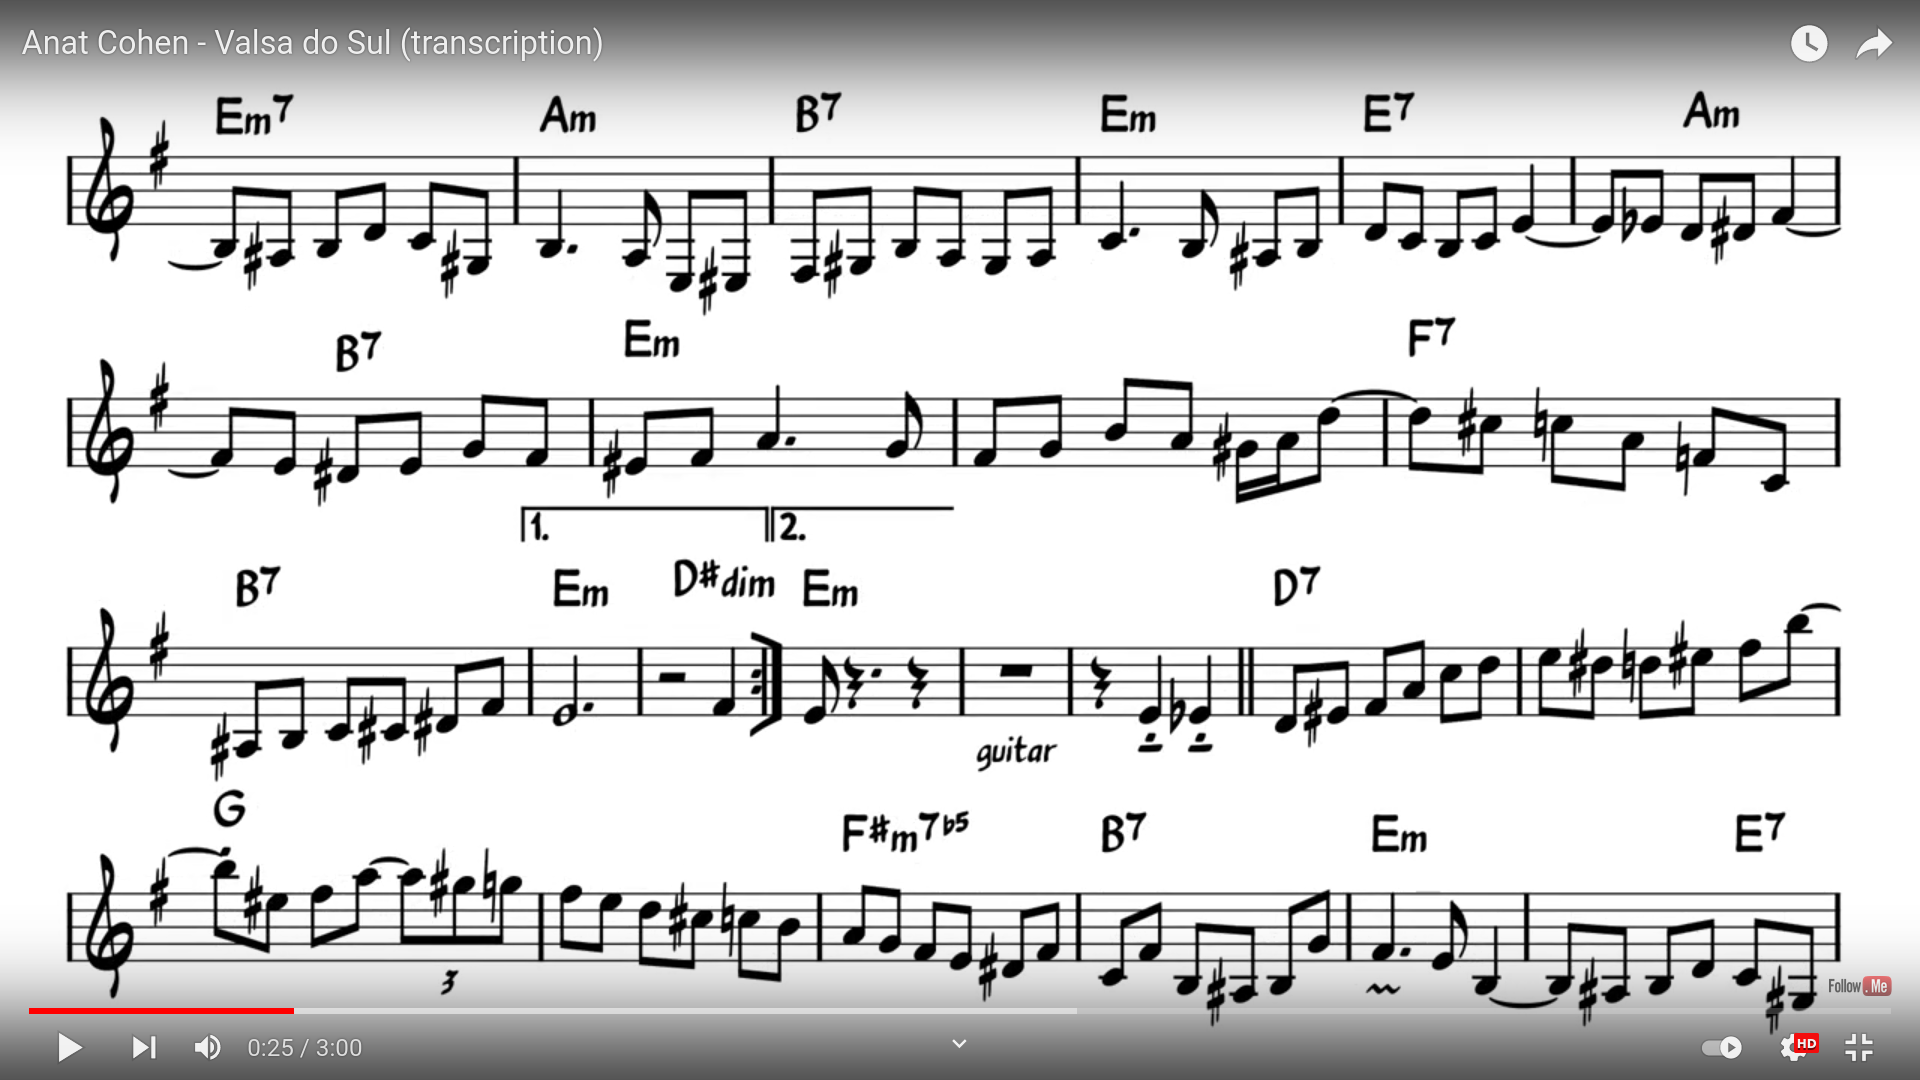 Anat Cohen - Valsa do Sul (transcription)
Em7 Am B7 Em E7 Am
B7 Em F7
1. 2.
B7 Em D#dim Em D7
guitar
G F#m7b5 B7 Em E7
3
Follow.Me
0:25 / 3:00
HD